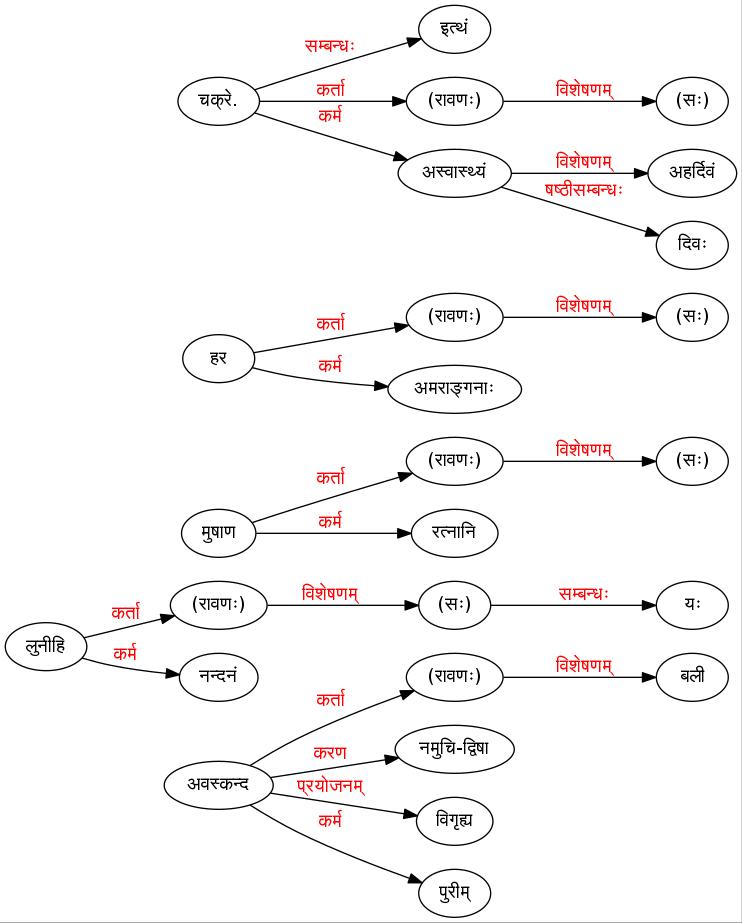 इत्थं
सम्बन्धः
चक्रे.
कर्ता
(रावणः)
विशेषणम्
(सः)
कर्म
अस्वास्थ्यं
विशेषणम्
अहर्दिवं
षष्ठीसम्बन्धः
दिवः
हर
कर्ता
(रावणः)
विशेषणम्
(सः)
कर्म
अमराङ्गनाः
मुषाण
कर्ता
(रावणः)
विशेषणम्
(सः)
कर्म
रत्नानि
लुनीहि
कर्ता
(रावणः)
विशेषणम्
(सः)
सम्बन्धः
यः
कर्म
नन्दनं
अवस्कन्द
कर्ता
(रावणः)
विशेषणम्
बली
करण
नमुचि-द्विषा
प्रयोजनम्
विगृह्य
कर्म
पुरीम्